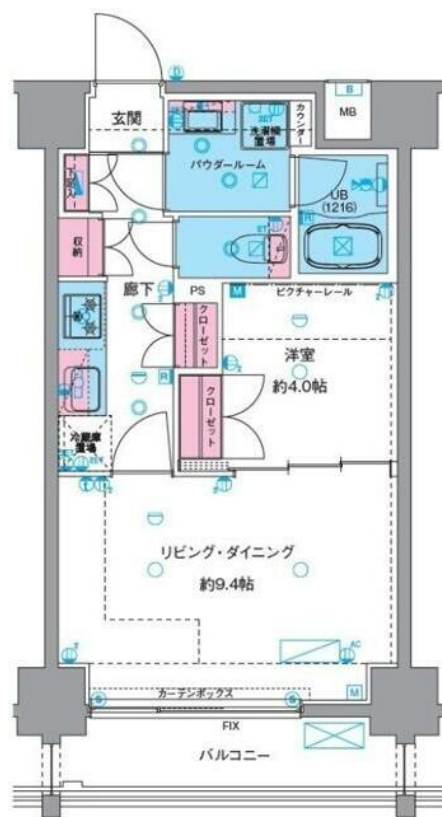 玄関
洗濯機
置場
カウンター
B
MB
パウダールーム
UB
(1216)
下足入
収納
R
廊下
PS
M
ピクチャーレール
クローゼット
洋室
約4.0帖
R
クローゼット
冷蔵庫
置場
リビング・ダイニング
約9.4帖
AC
M
カーテンボックス
S
S
FIX
バルコニー